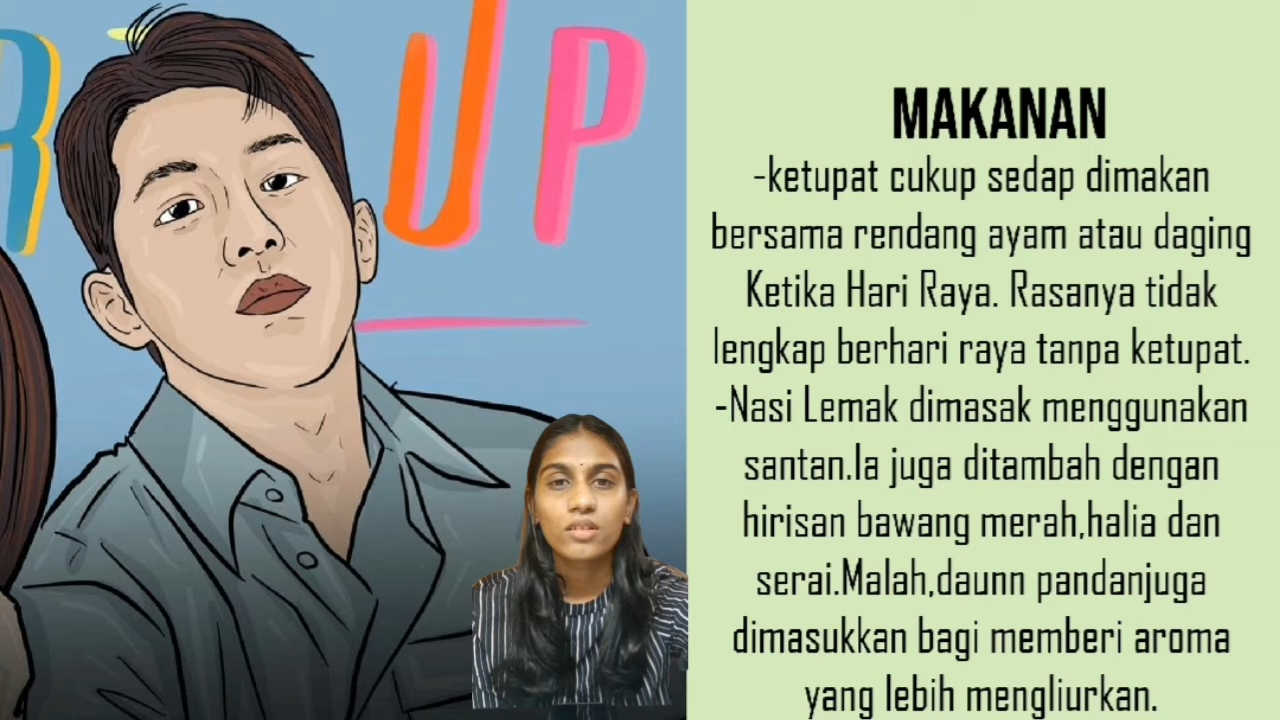 R UP
MAKANAN
-ketupat cukup sedap dimakan
bersama rendang ayam atau daging
Ketika Hari Raya. Rasanya tidak
lengkap berhari raya tanpa ketupat.
-Nasi Lemak dimasak menggunakan
santan.Ia juga ditambah dengan
hirisan bawang merah,halia dan
serai.Malah,daunn pandanjuga
dimasukkan bagi memberi aroma
yang lebih mengliurkan.